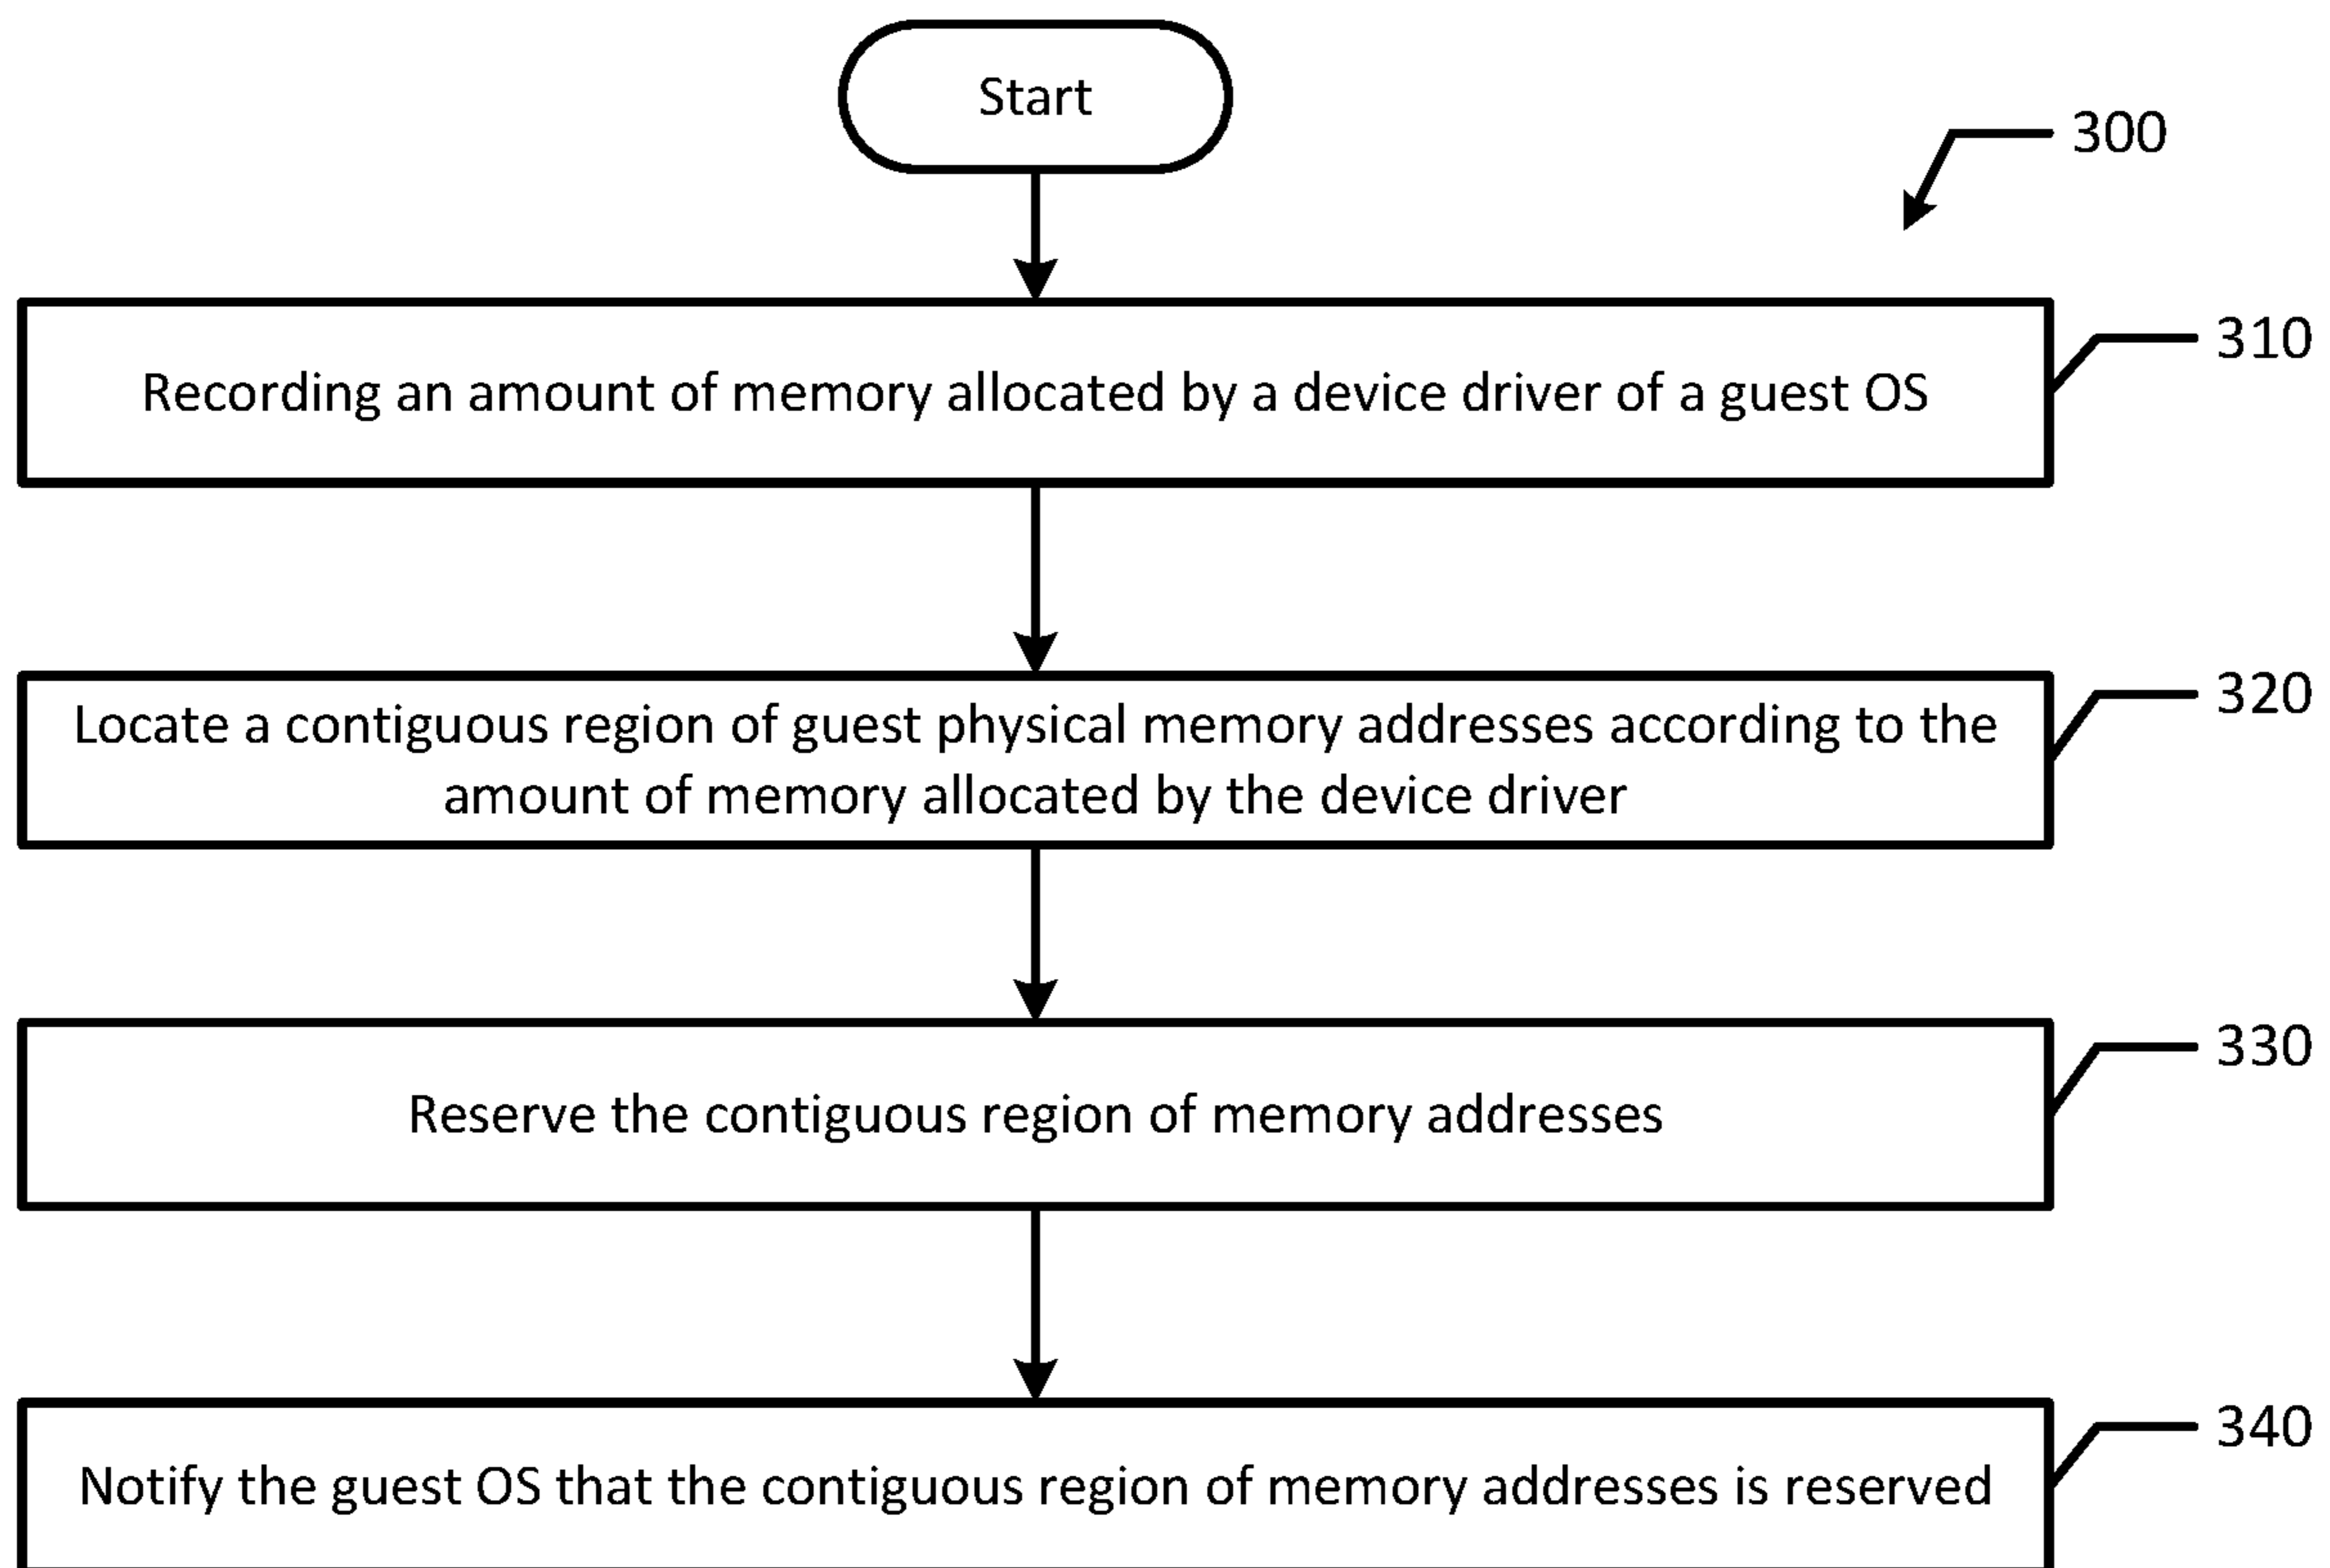 Start
300
Recording an amount of memory allocated by a device driver of a guest OS
310
Locate a contiguous region of guest physical memory addresses according to the
amount of memory allocated by the device driver
320
Reserve the contiguous region of memory addresses
330
Notify the guest OS that the contiguous region of memory addresses is reserved
340